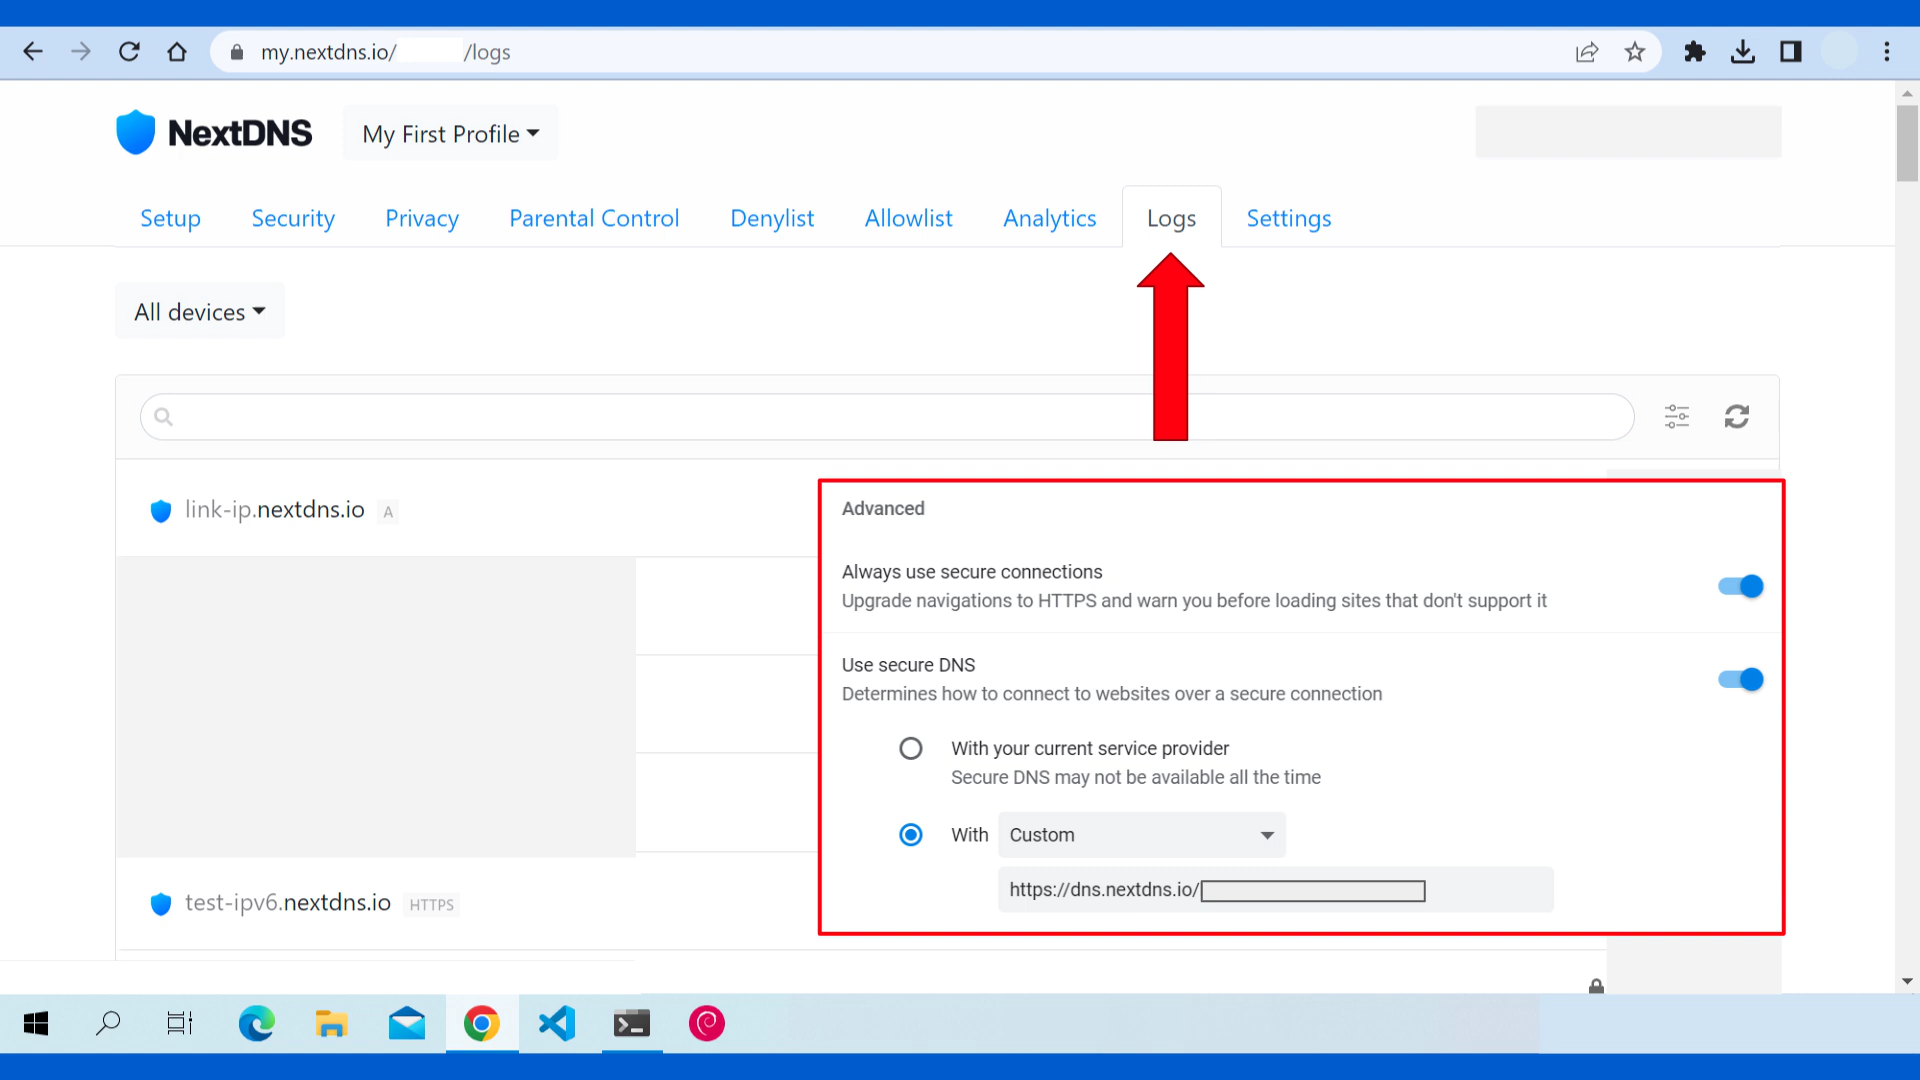 my.nextdns.io/ /logs
NextDNS
My First Profile
Setup Security Privacy Parental Control Denylist Allowlist Analytics Logs Settings
All devices
link-ip.nextdns.io A
Advanced
Always use secure connections
Upgrade navigations to HTTPS and warn you before loading sites that don't support it
Use secure DNS
Determines how to connect to websites over a secure connection
With your current service provider
Secure DNS may not be available all the time
With Custom
https://dns.nextdns.io/
test-ipv6.nextdns.io HTTPS